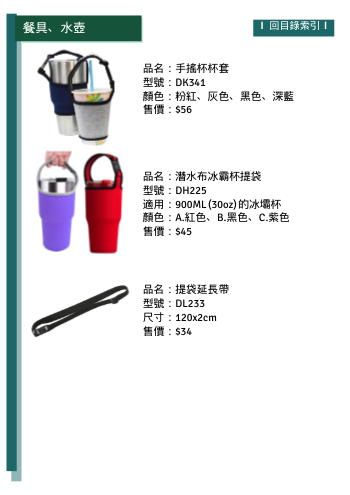 餐具、水壺
I 回目錄索引 I
品名：手搖杯杯套
型號：DK341
顏色：粉紅、灰色、黑色、深藍
售價：$56
品名：潛水布冰霸杯提袋
型號：DH225
適用：900ML(30oz)的冰壩杯
顏色：A.紅色、B.黑色、C.紫色
售價：$45
品名：提袋延長帶
型號：DL233
尺寸：120x2cm
售價：$34